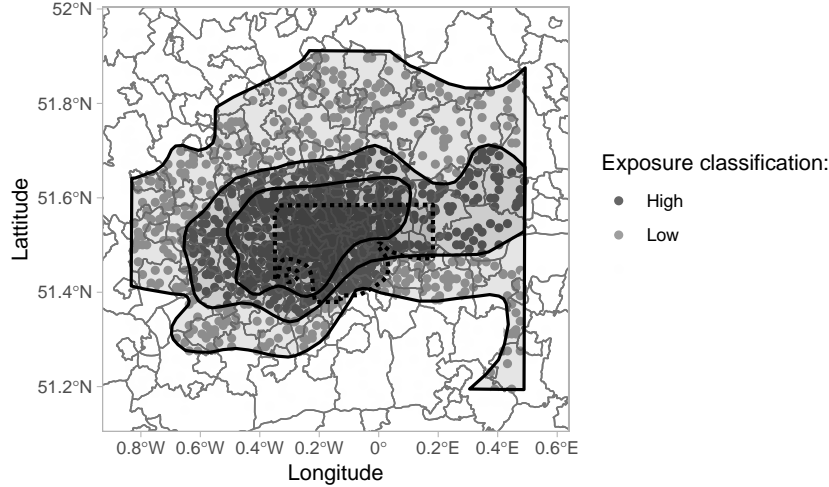 52°N
51.8°N
51.6°N
51.4°N
51.2°N
Lattitude
0.8°W 0.6°W 0.4°W 0.2°W 0° 0.2°E 0.4°E 0.6°E
Longitude
Exposure classification:
High
Low